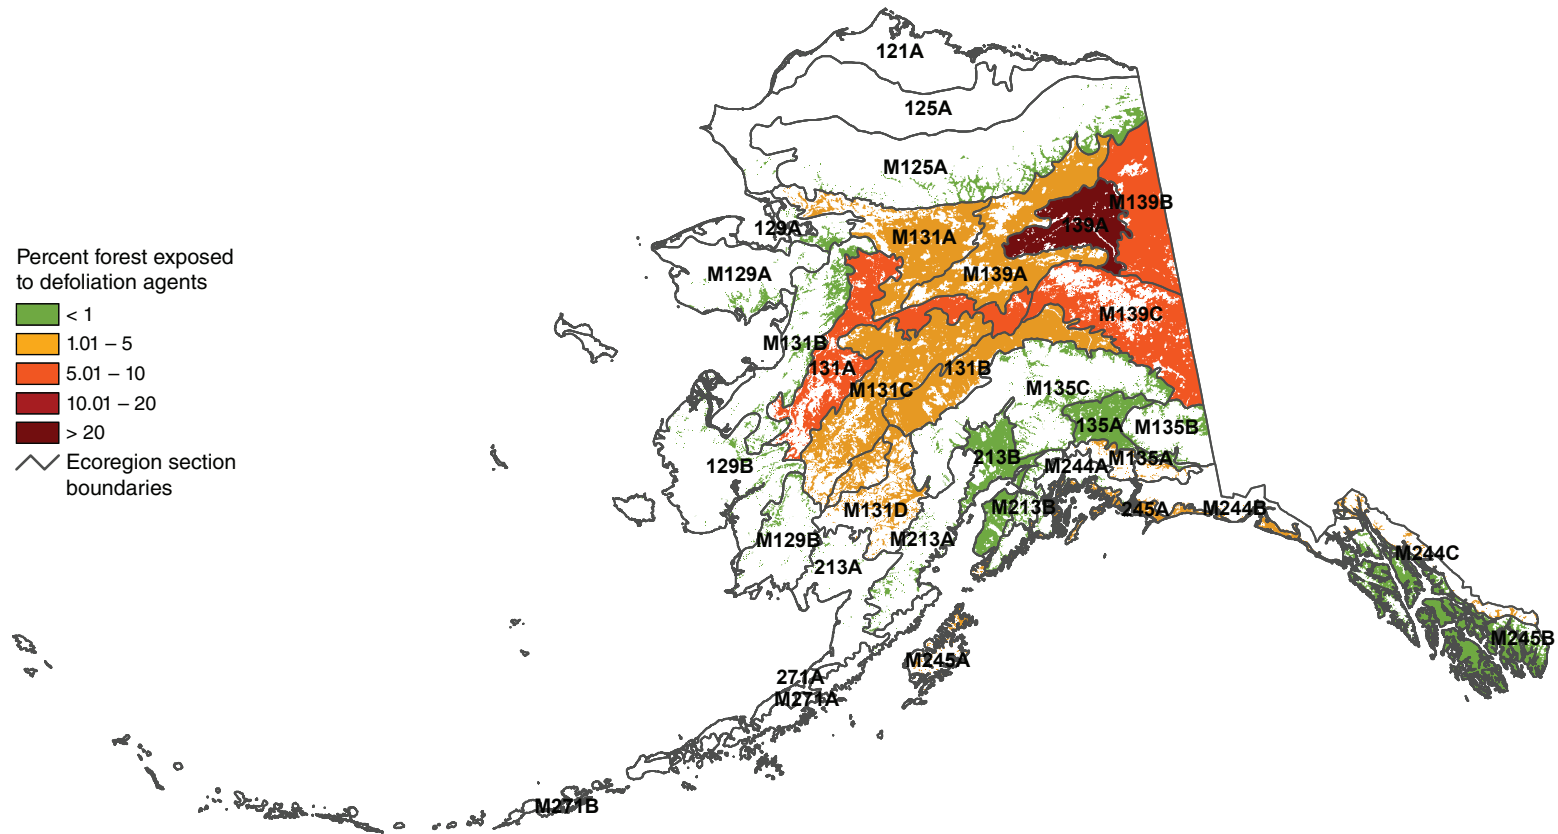 121A
125A
M125A
M139B
139A
129A
M131A
M129A
M139A
Percent forest exposed
to defoliation agents
< 1
1.01 – 5
5.01 – 10
10.01 – 20
> 20
Ecoregion section
boundaries
M139C
M131B
131A
131B
M131C
M135C
135A
M135B
213B
M135A
129B
M244A
M131D
M213B
245A
M244B
M129B
M213A
213A
M244C
M245B
M245A
271A
M271A
M271B